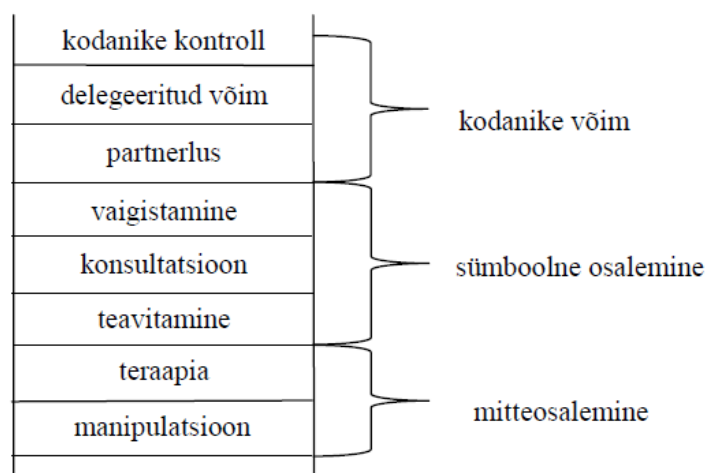 kodanike kontroll
delegeeritud võim
partnerlus
vaigistamine
konsultatsioon
teavitamine
teraapia
manipulatsioon
kodanike võim
sümboolne osalemine
mitteosalemine